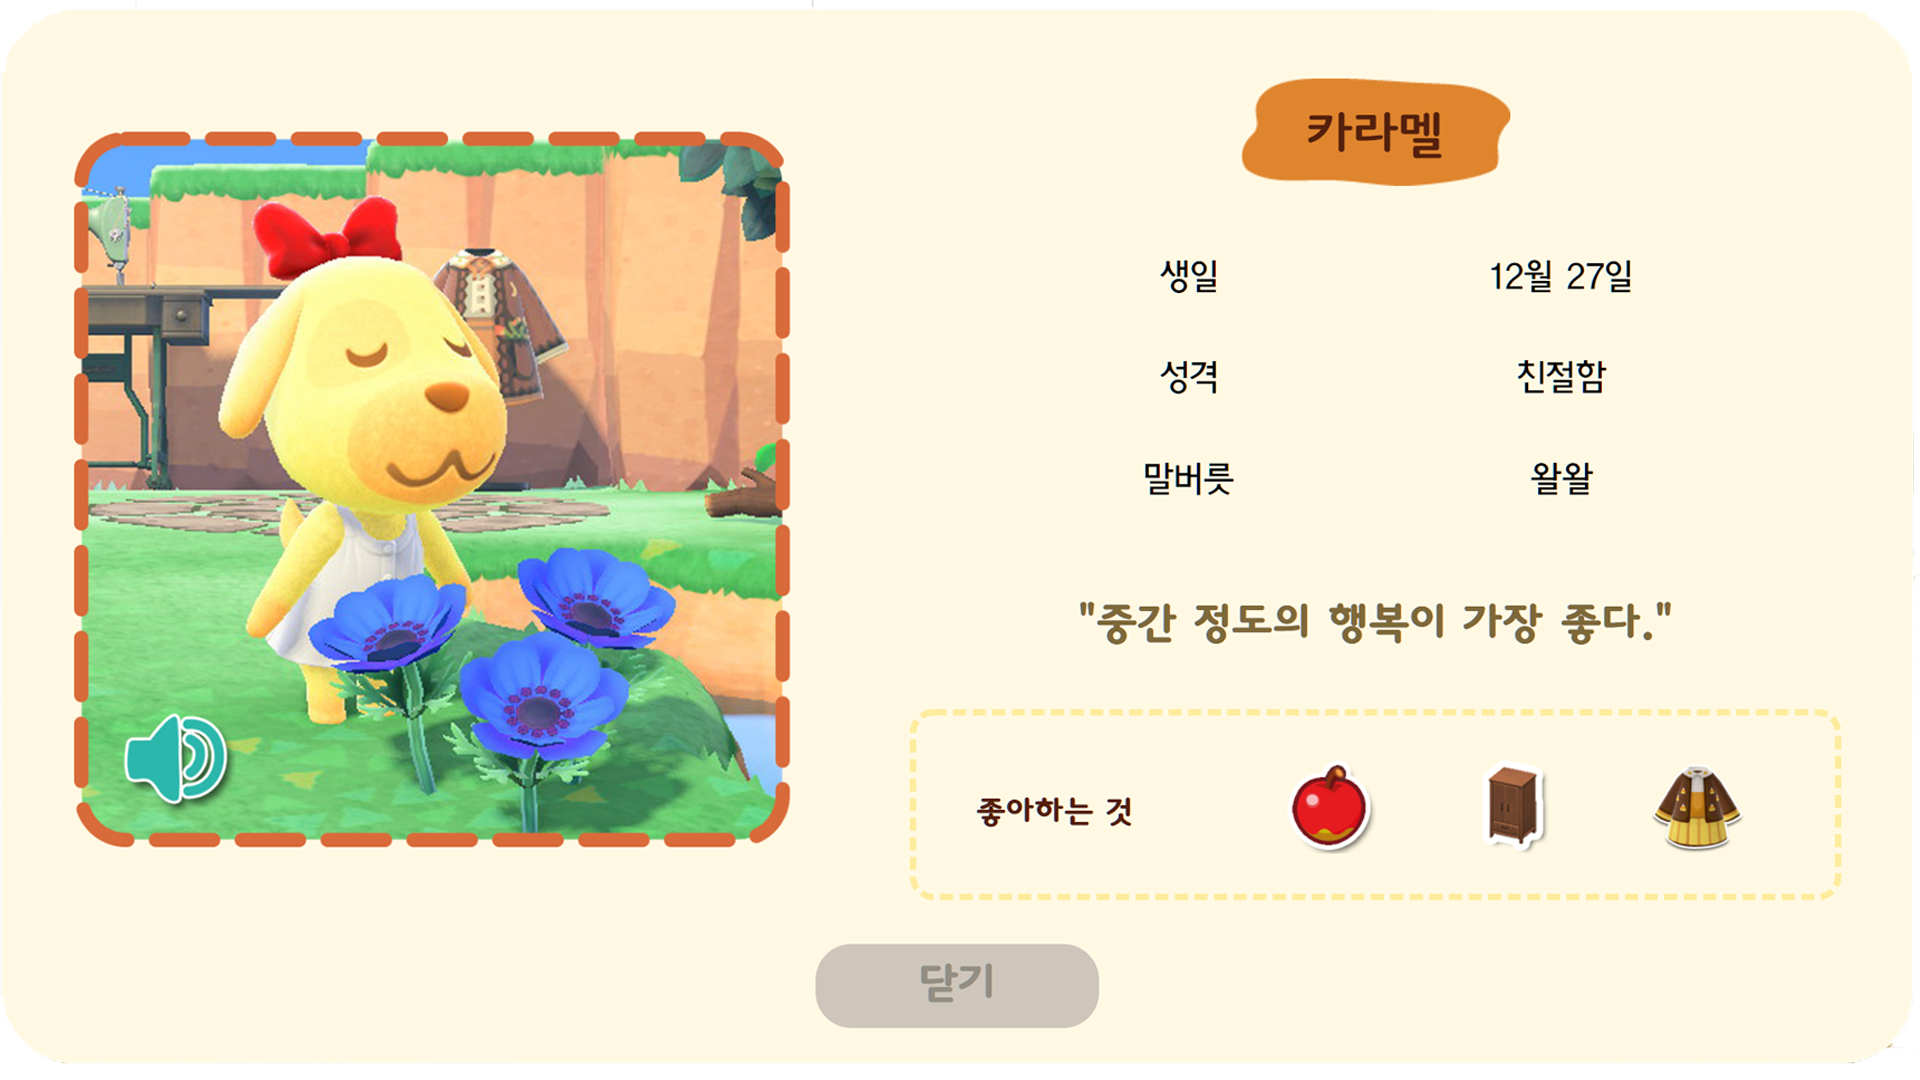 카라멜
생일 12월 27일
성격 친절함
말버릇 왈왈
"중간 정도의 행복이 가장 좋다."
좋아하는 것
닫기